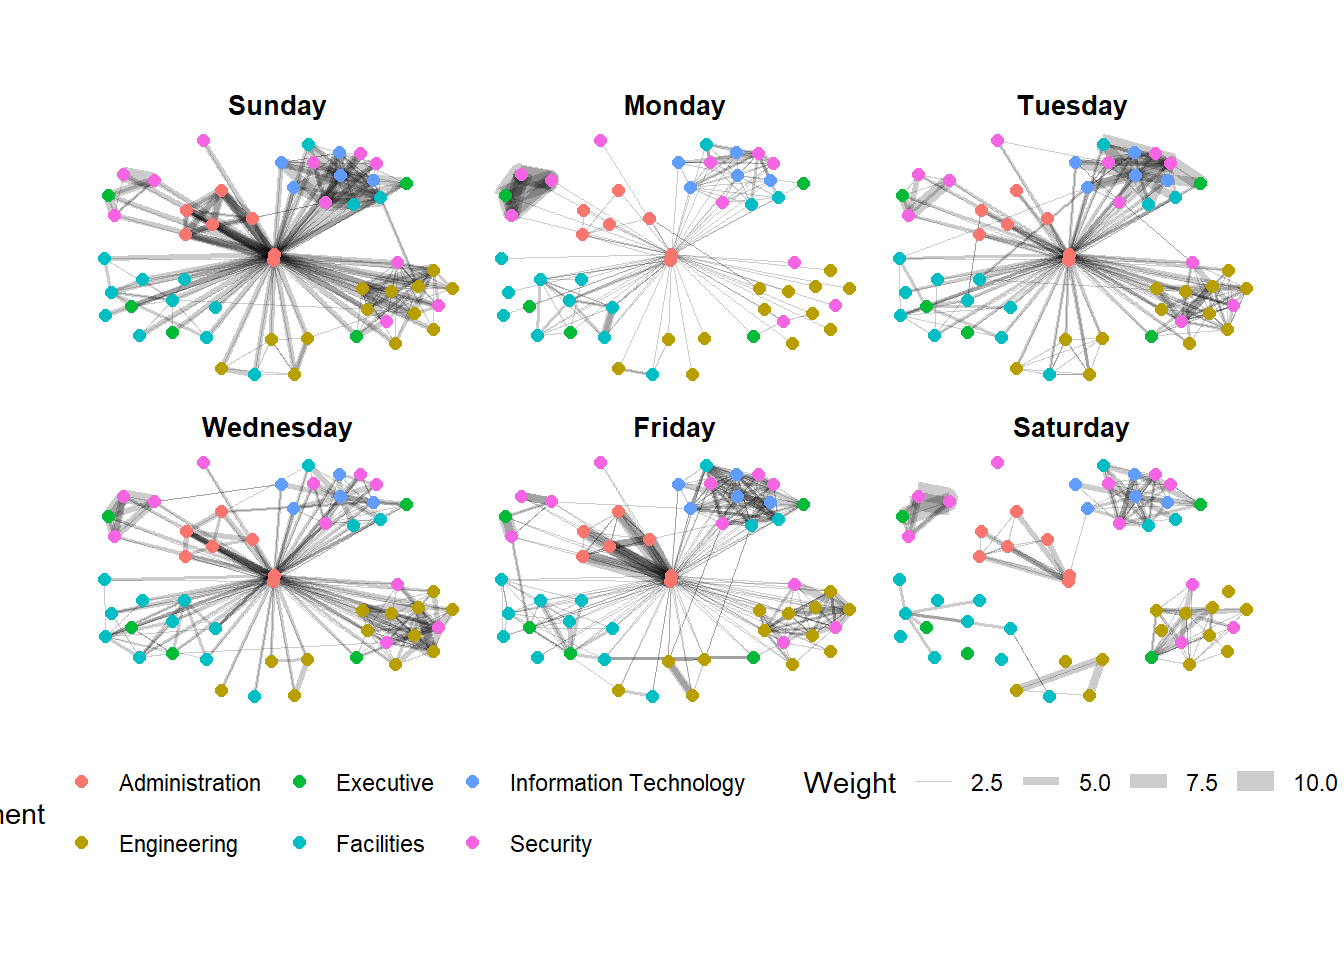 Sunday Monday Tuesday
Wednesday Friday Saturday
Administration Executive Information Technology Weight 2.5 5.0 7.5 10.0
Engineering Facilities Security